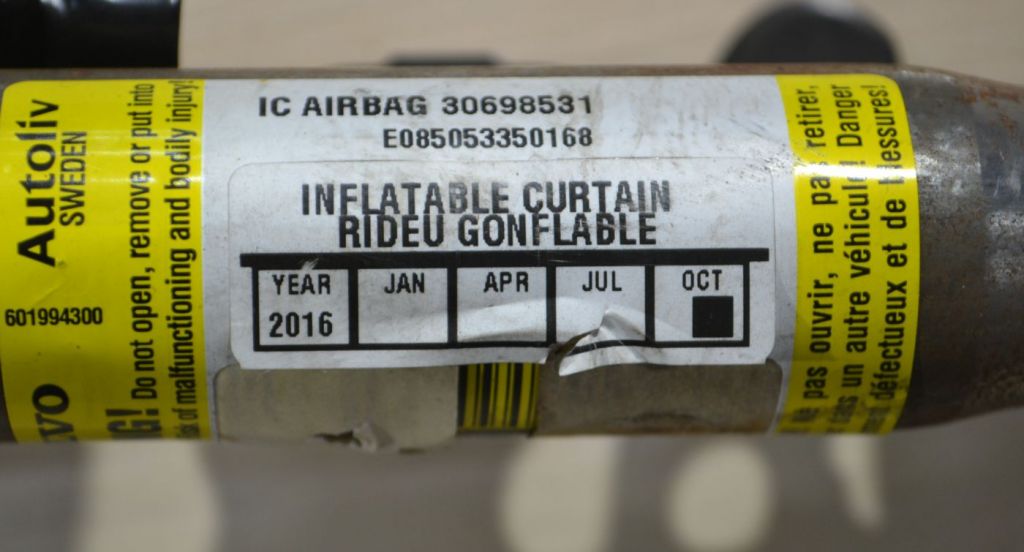 Autoliv
SWEDEN
601994300
Do not open, remove or put into
of malfunctioning and bodily injury!
IC AIRBAG 30698531
E085053350168
INFLATABLE CURTAIN
RIDEU GONFLABLE
YEAR JAN APR JUL OCT
2016
pas ouvrir, ne pas retirer,
dans un autre véhicule! Danger
défectueux et de blessures!